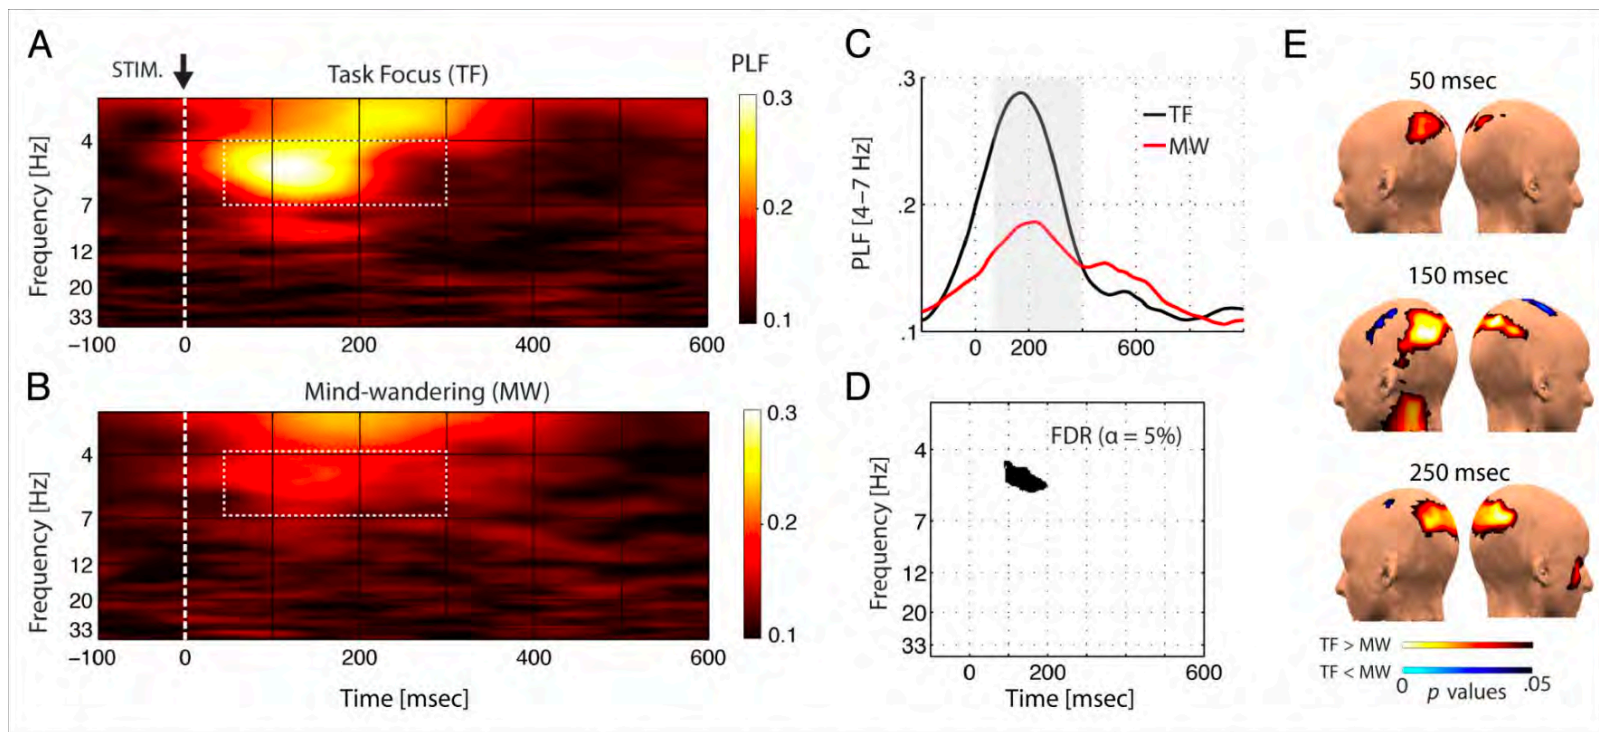 A
STIM.
Task Focus (TF)
PLF
0.3
0.2
0.1
Frequency [Hz]
4
7
12
20
33
−100
0
200
400
600
B
Mind-wandering (MW)
0.3
0.2
0.1
Frequency [Hz]
4
7
12
20
33
−100
0
200
400
600
Time [msec]
C
PLF [4–7 Hz]
.3
.2
.1
TF
MW
0
200
600
D
FDR (α = 5%)
Frequency [Hz]
4
7
12
20
33
0
200
600
Time [msec]
E
50 msec
150 msec
250 msec
TF > MW
TF < MW
0
.05
p values